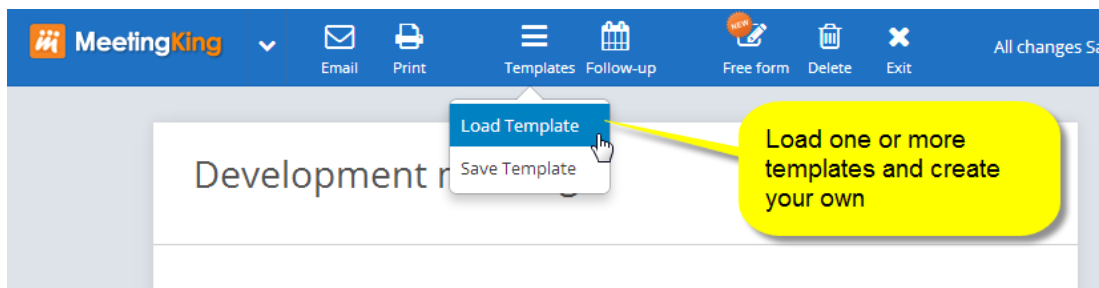 MeetingKing
Email
Print
Templates
Follow-up
NEW
Free form
Delete
Exit
All changes
Load Template
Save Template
Development
Load one or more
templates and create
your own